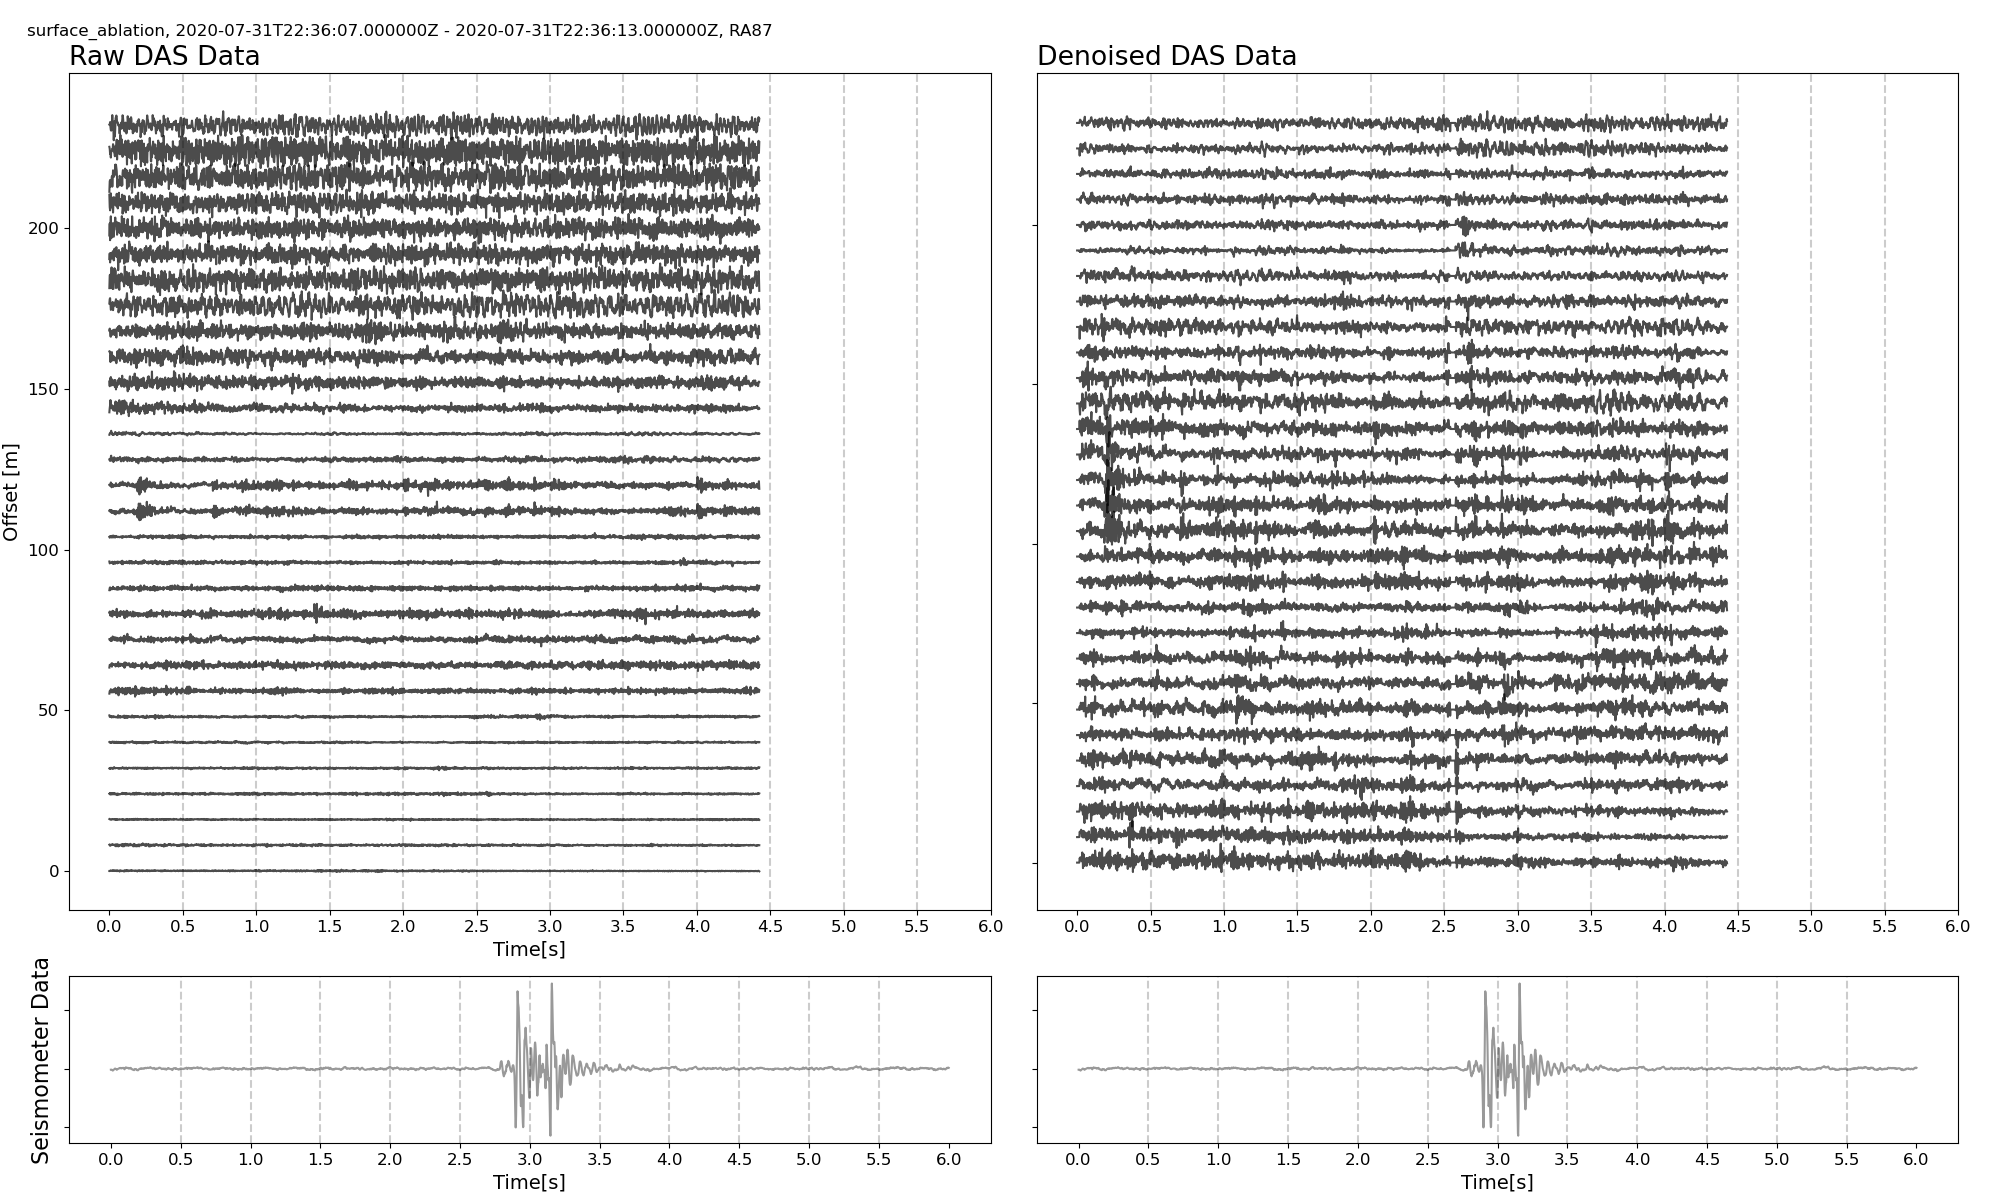 surface_ablation, 2020-07-31T22:36:07.000000Z - 2020-07-31T22:36:13.000000Z, RA87
Raw DAS Data
Denoised DAS Data
Offset [m]
200
150
100
50
0
0.0 0.5 1.0 1.5 2.0 2.5 3.0 3.5 4.0 4.5 5.0 5.5 6.0
Time[s]
0.0 0.5 1.0 1.5 2.0 2.5 3.0 3.5 4.0 4.5 5.0 5.5 6.0
Seismometer Data
0.0 0.5 1.0 1.5 2.0 2.5 3.0 3.5 4.0 4.5 5.0 5.5 6.0
Time[s]
0.0 0.5 1.0 1.5 2.0 2.5 3.0 3.5 4.0 4.5 5.0 5.5 6.0
Time[s]